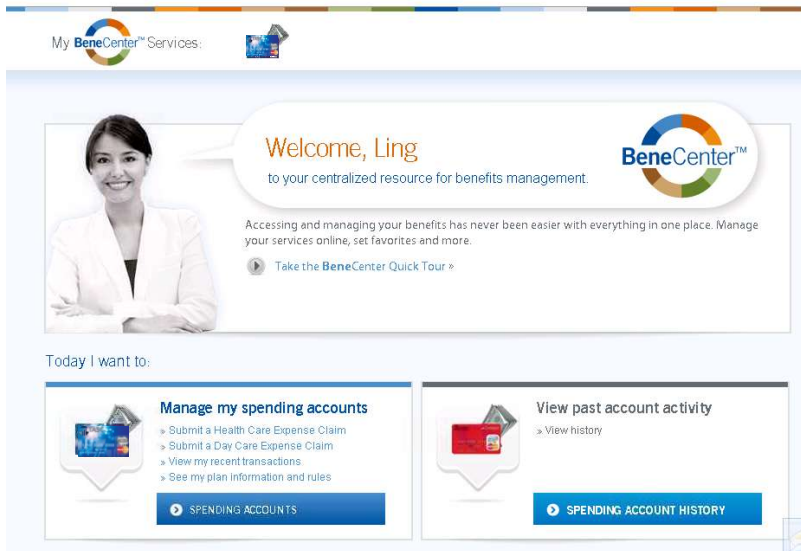 My BeneCenter™ Services:
Welcome, Ling
to your centralized resource for benefits management.
BeneCenter™
Accessing and managing your benefits has never been easier with everything in one place. Manage
your services online, set favorites and more.
Take the BeneCenter Quick Tour »
Today I want to:
Manage my spending accounts
» Submit a Health Care Expense Claim
» Submit a Day Care Expense Claim
» View my recent transactions
» See my plan information and rules
SPENDING ACCOUNTS
View past account activity
» View history
SPENDING ACCOUNT HISTORY